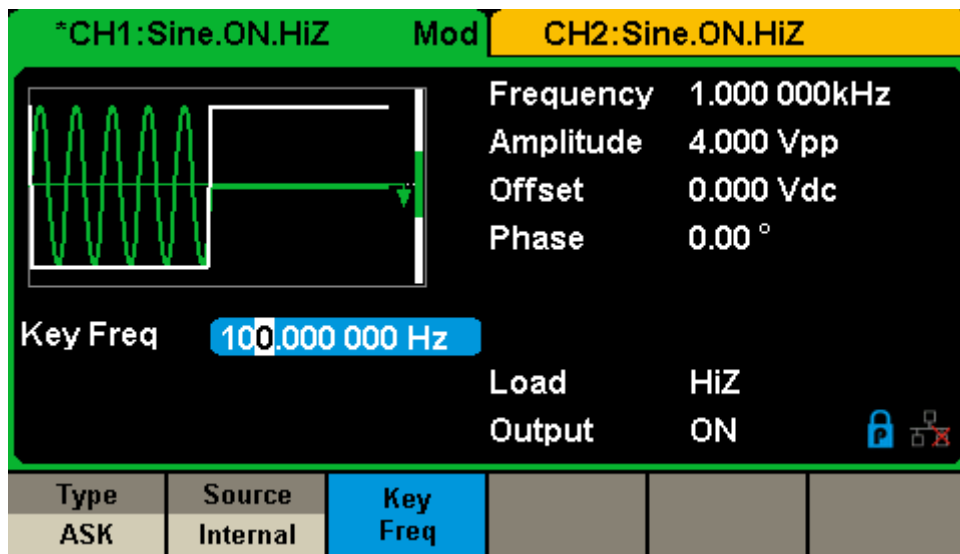 *CH1:Sine.ON.HiZ Mod CH2:Sine.ON.HiZ
Frequency 1.000 000kHz
Amplitude 4.000 Vpp
Offset 0.000 Vdc
Phase 0.00 °
Key Freq 100.000 000 Hz
Load HiZ
Output ON P
Type Source Key Freq
ASK Internal